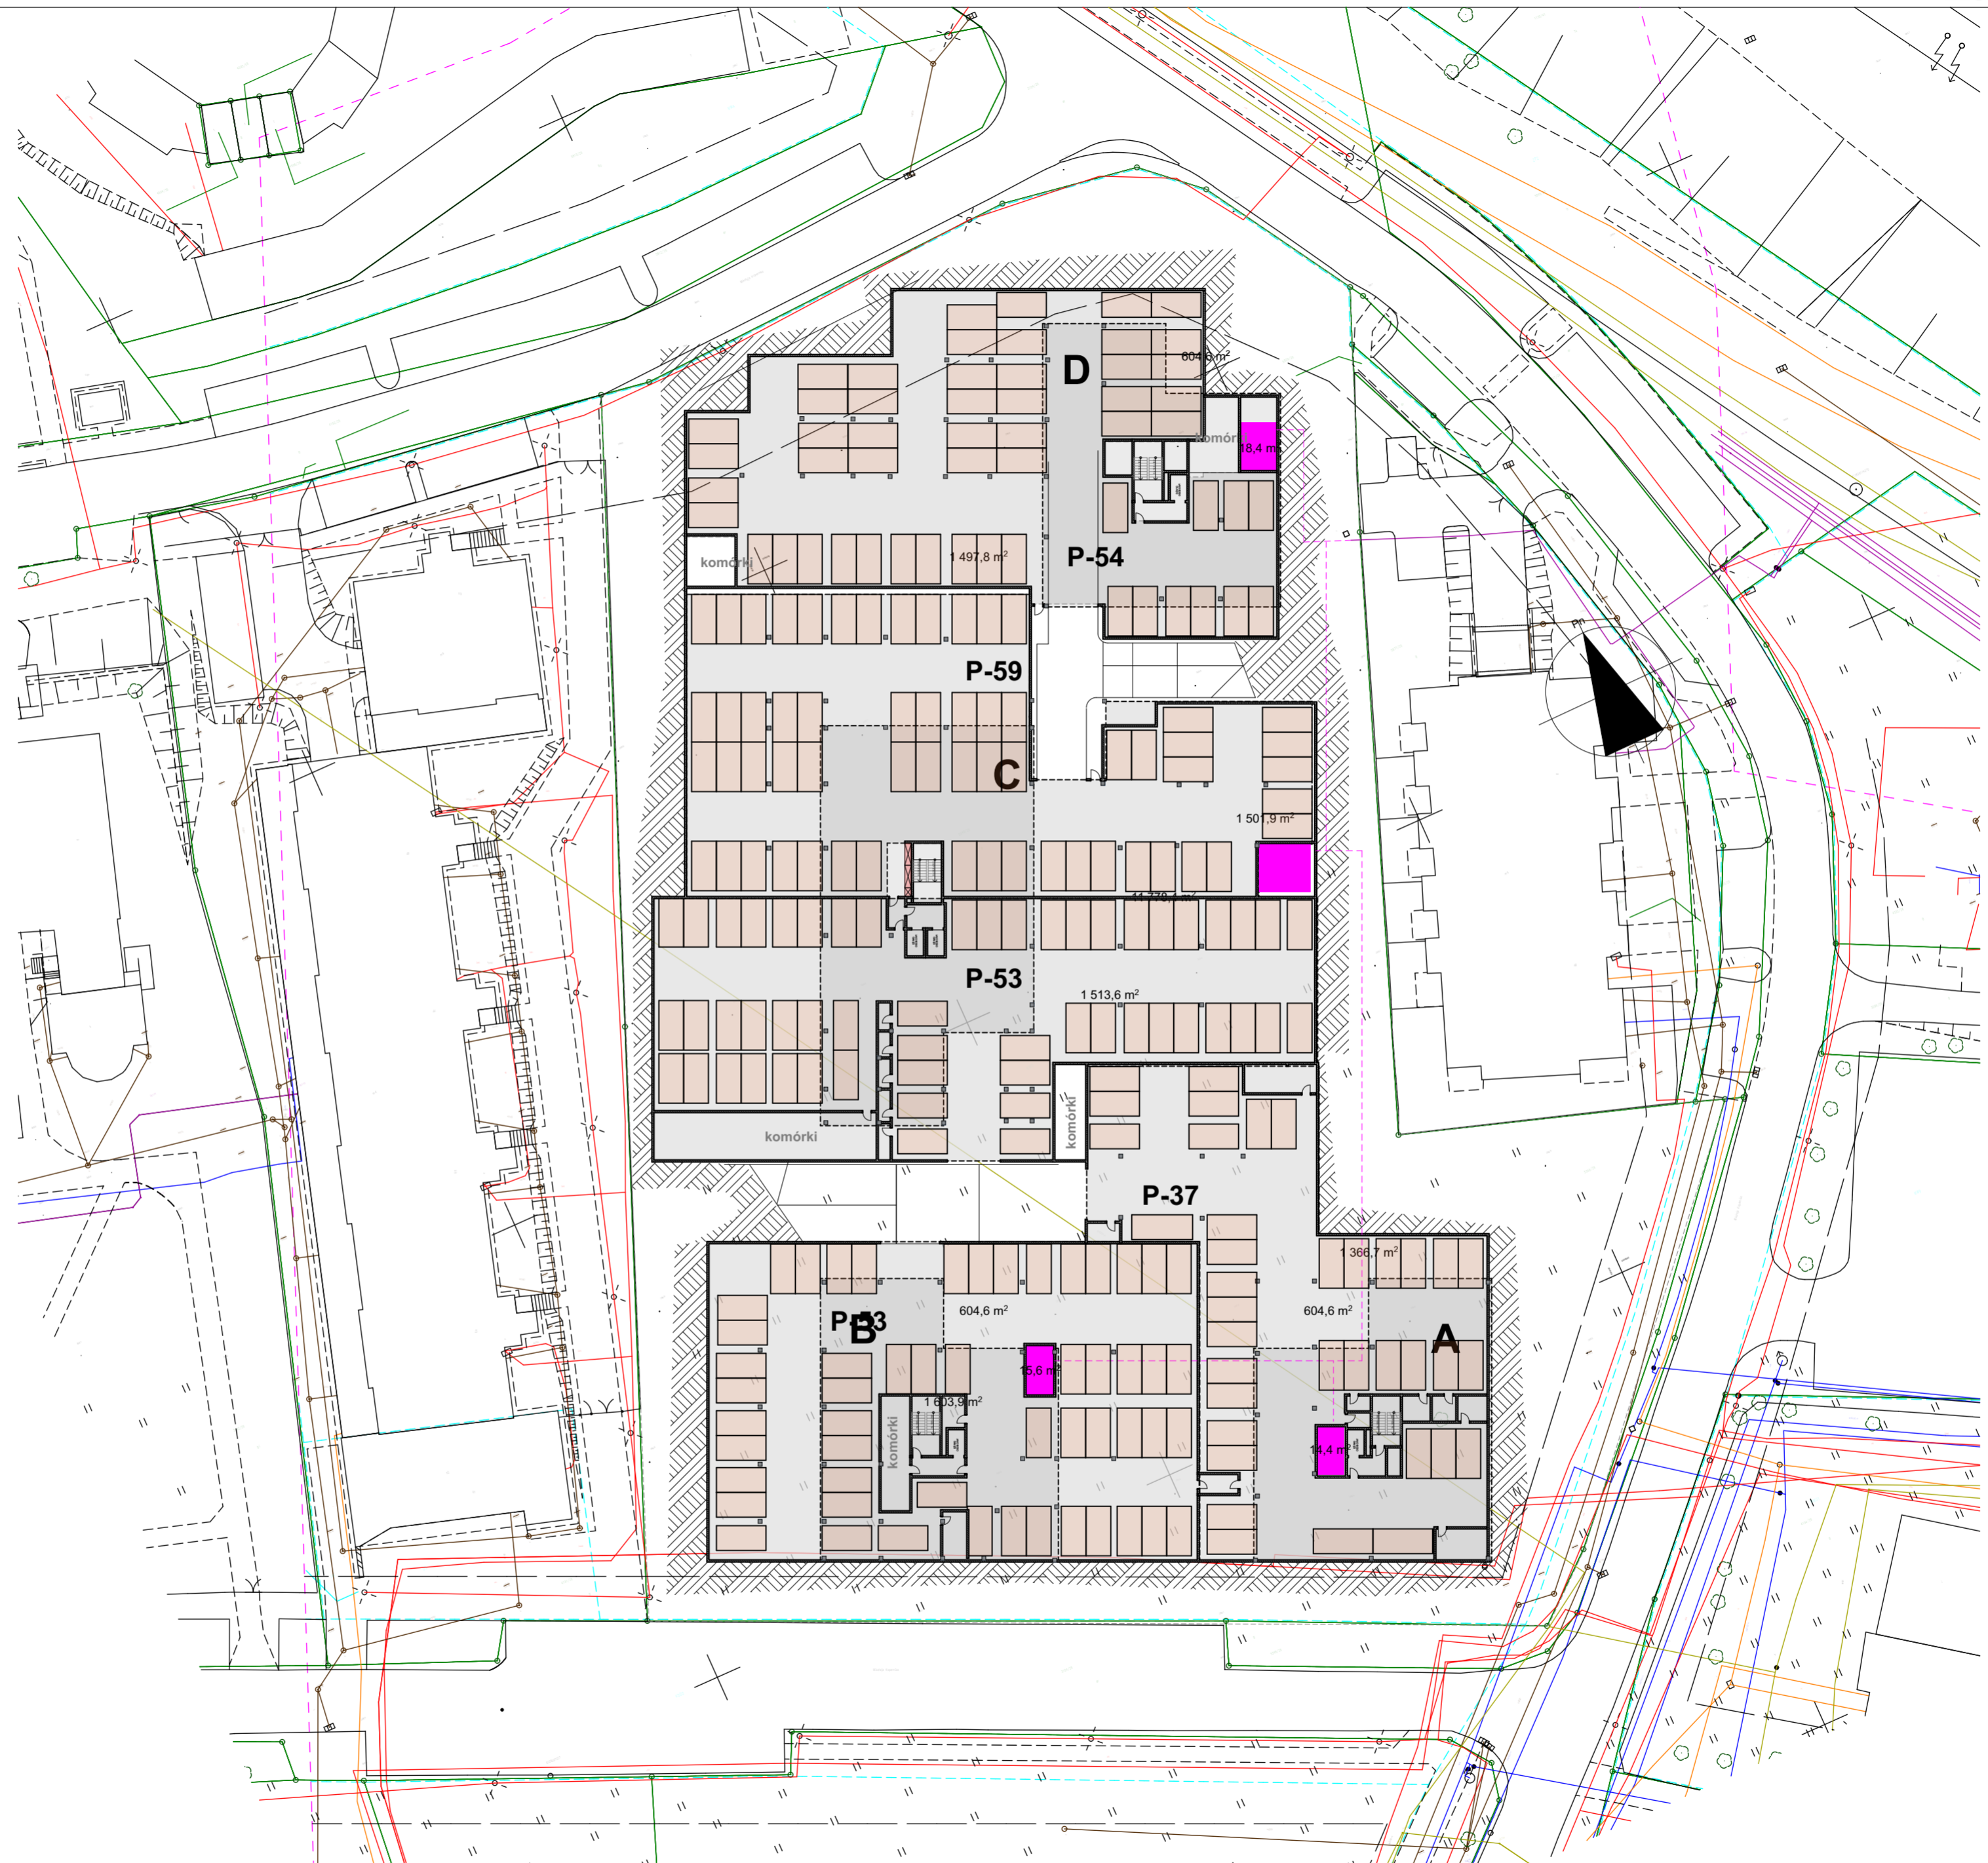 D
604,6 m²
komórki
18,4 m
komórki
1 497,8 m²
P-54
Pn
P-59
C
1 501,9 m²
P-53
1 513,6 m²
komórki
komórki
P-37
1 366,7 m²
604,6 m²
604,6 m²
P-53
B
A
15,6 m
1 603,9 m²
komórki
14,4 m²